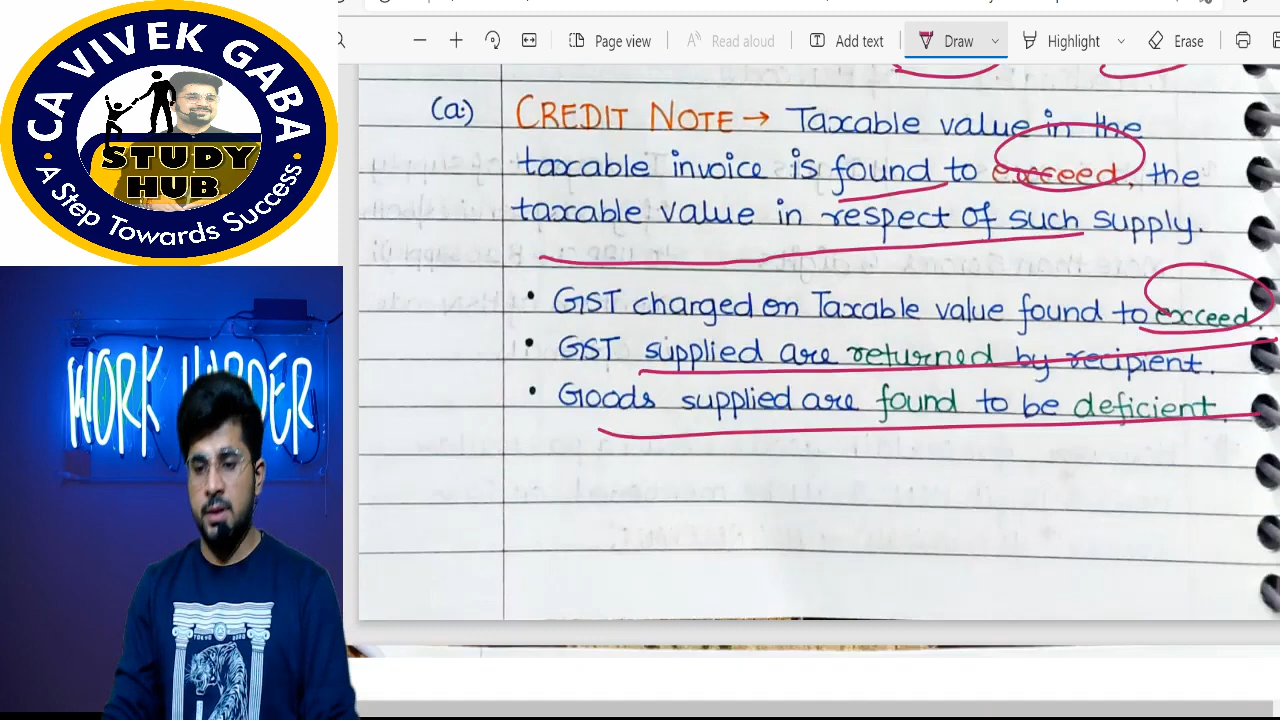 CA VIVEK GABA
STUDY
HUB
• A Step Towards Success •
WORK HARDER
TOKYO
Page view
Read aloud
Add text
Draw
Highlight
Erase
(a:) CREDIT NOTE → Taxable value in the
taxable invoice is found to exceed, the
taxable value in respect of such supply.
• GST charged on Taxable value found to exceed.
• GST supplied are returned by recipient.
• Goods supplied are found to be deficient.